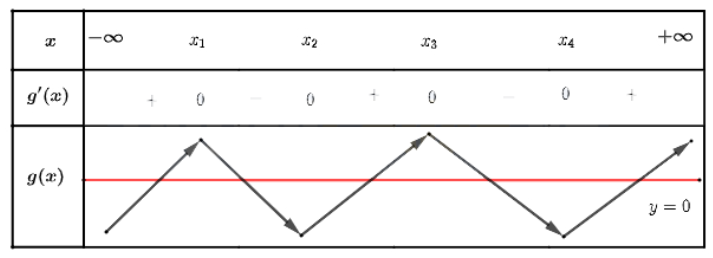 x −∞ x₁ x₂ x₃ x₄ +∞
g′(x) + 0 − 0 + 0 − 0 +
g(x)
y = 0